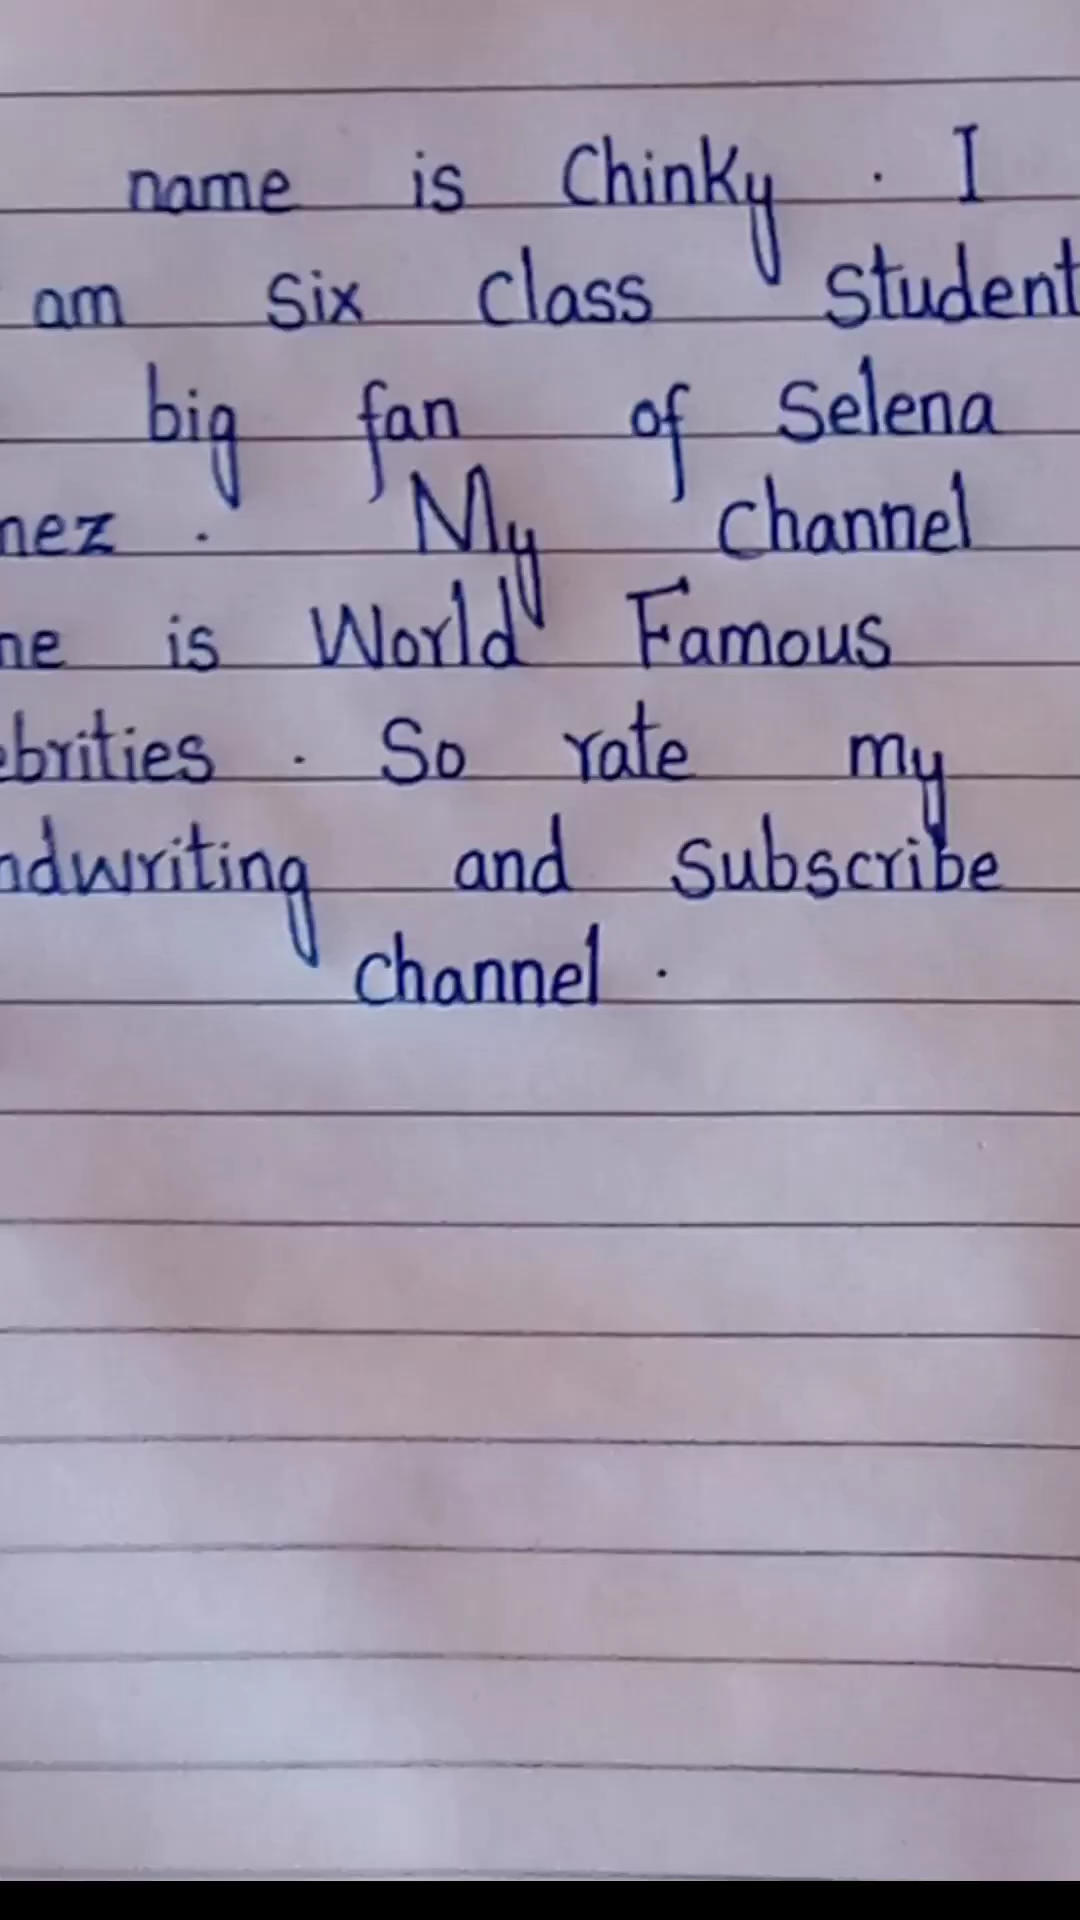 name is Chinky . I
am six class student
big fan of Selena
nez . My channel
ne is World Famous
ebrities . So rate my
ndwriting and subscribe
channel .